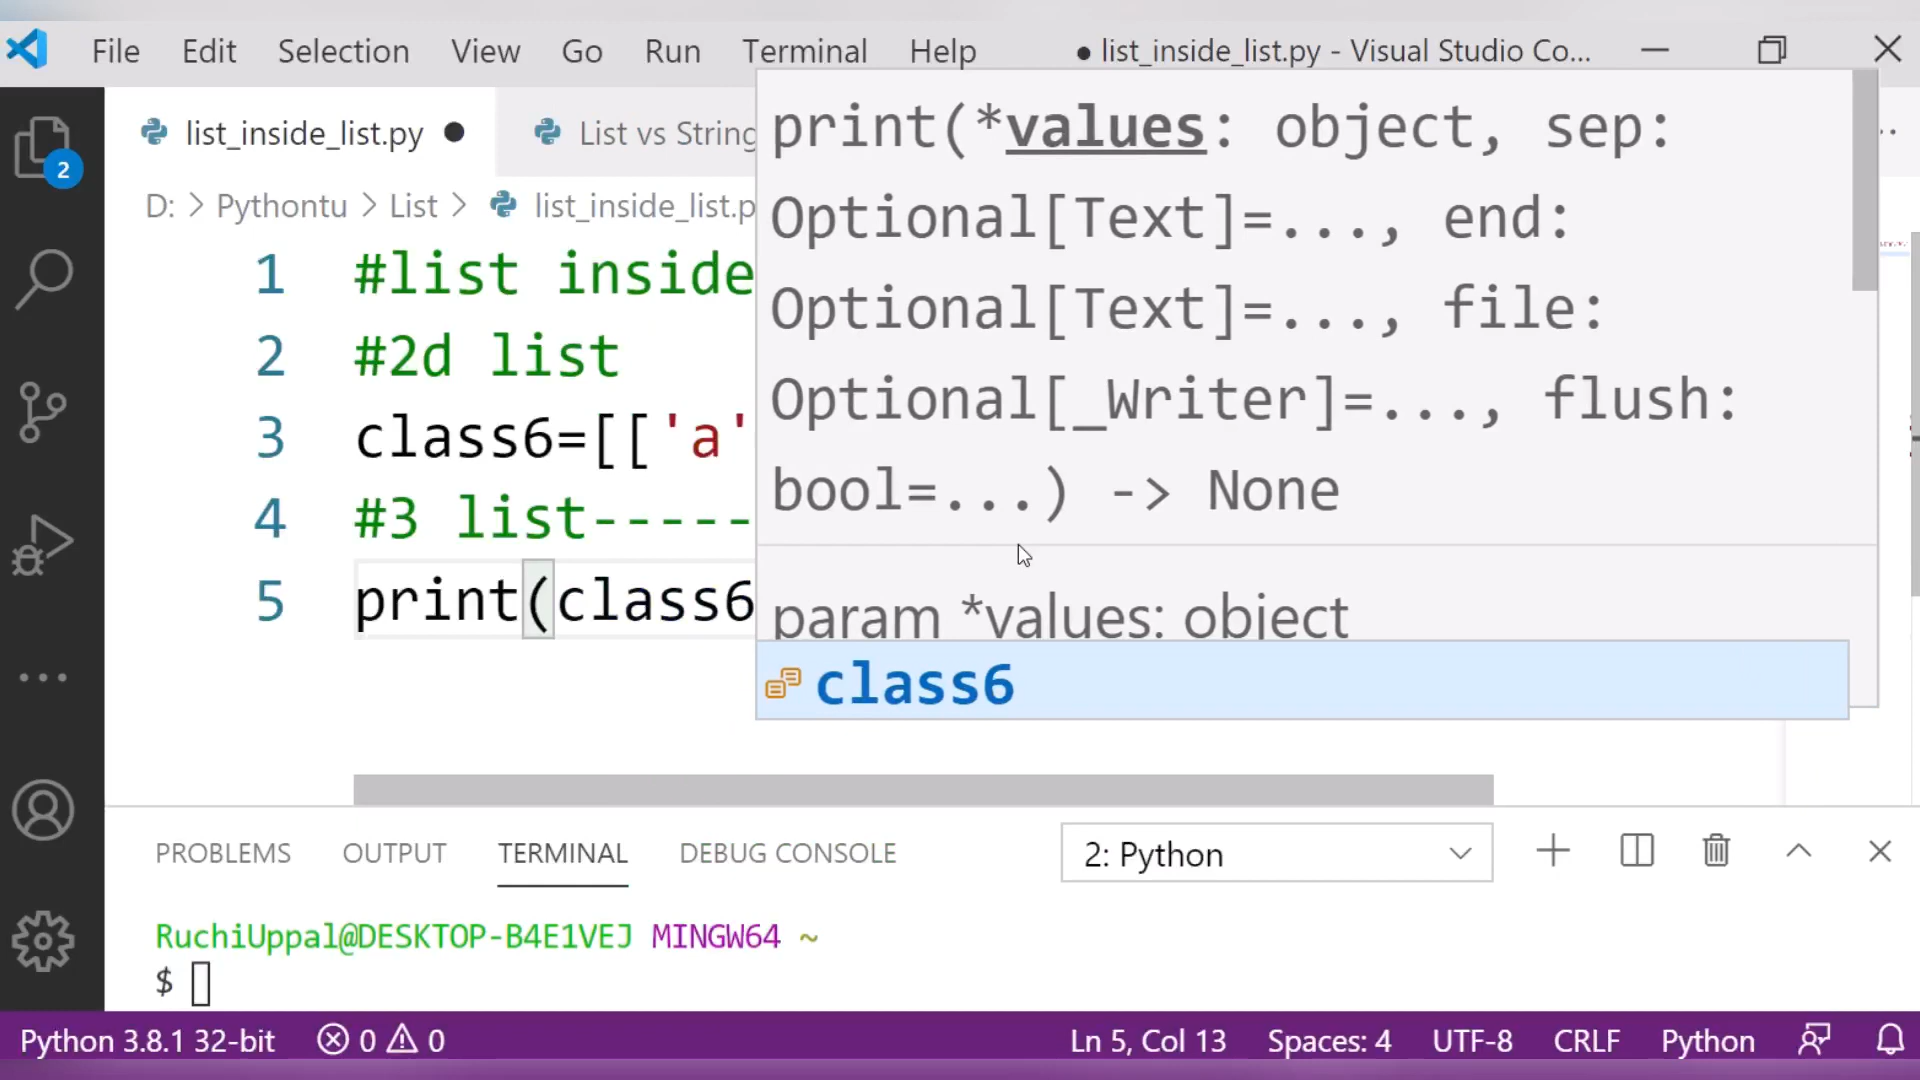 File Edit Selection View Go Run Terminal Help ● list_inside_list.py - Visual Studio Co...
list_inside_list.py ● List vs String
D: > Pythontu > List > list_inside_list.p
2
1 #list inside
2 #2d list
3 class6=[['a'
4 #3 list-----
5 print(class6
print(*values: object, sep:
Optional[Text]=..., end:
Optional[Text]=..., file:
Optional[_Writer]=..., flush:
bool=...) -> None
param *values: object
class6
PROBLEMS OUTPUT TERMINAL DEBUG CONSOLE 2: Python
RuchiUppal@DESKTOP-B4E1VEJ MINGW64 ~
$
Python 3.8.1 32-bit 0 0 Ln 5, Col 13 Spaces: 4 UTF-8 CRLF Python